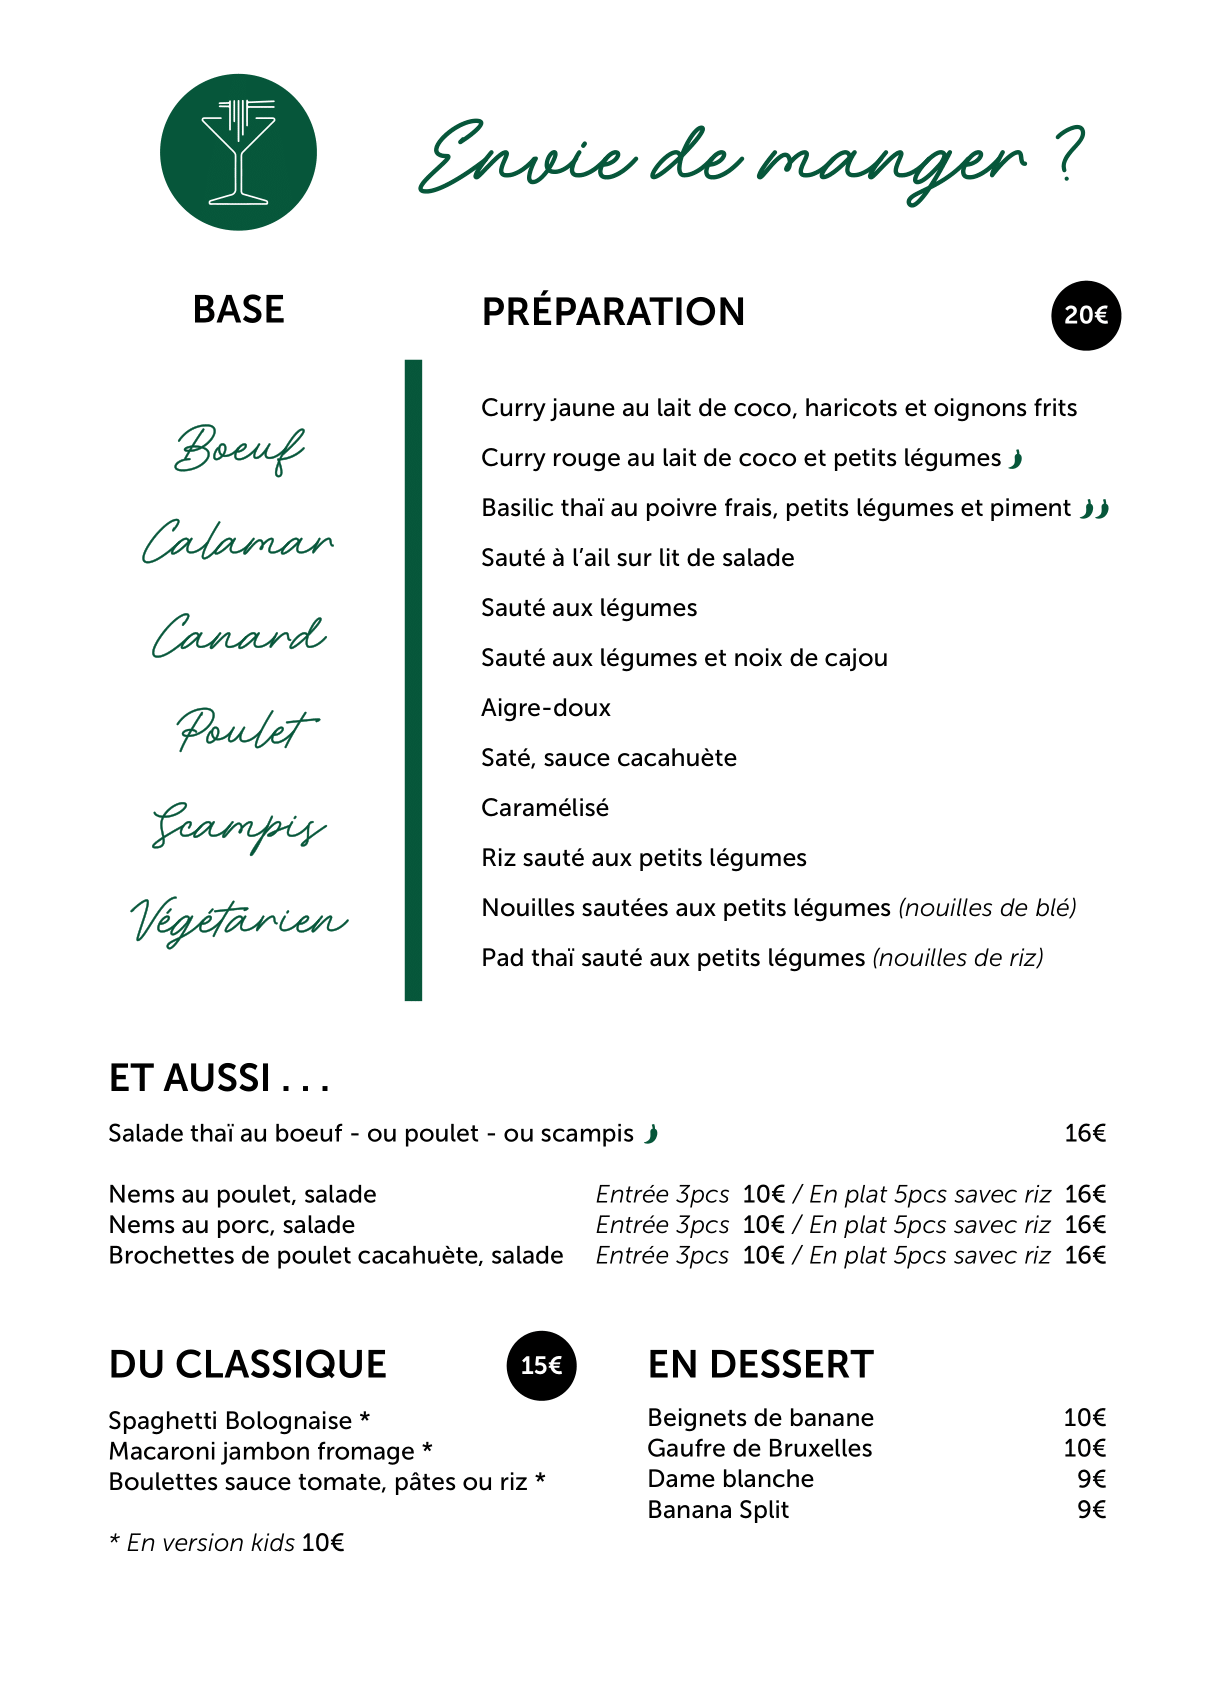 Envie de manger ?
BASE
Boeuf
Calamar
Canard
Poulet
Scampis
Végétarien
PRÉPARATION
20€
Curry jaune au lait de coco, haricots et oignons frits
Curry rouge au lait de coco et petits légumes
Basilic thaï au poivre frais, petits légumes et piment
Sauté à l’ail sur lit de salade
Sauté aux légumes
Sauté aux légumes et noix de cajou
Aigre-doux
Saté, sauce cacahuète
Caramélisé
Riz sauté aux petits légumes
Nouilles sautées aux petits légumes (nouilles de blé)
Pad thaï sauté aux petits légumes (nouilles de riz)
ET AUSSI . . .
Salade thaï au boeuf - ou poulet - ou scampis 16€
Nems au poulet, salade Entrée 3pcs 10€ / En plat 5pcs savec riz 16€
Nems au porc, salade Entrée 3pcs 10€ / En plat 5pcs savec riz 16€
Brochettes de poulet cacahuète, salade Entrée 3pcs 10€ / En plat 5pcs savec riz 16€
DU CLASSIQUE 15€
Spaghetti Bolognaise *
Macaroni jambon fromage *
Boulettes sauce tomate, pâtes ou riz *
* En version kids 10€
EN DESSERT
Beignets de banane 10€
Gaufre de Bruxelles 10€
Dame blanche 9€
Banana Split 9€